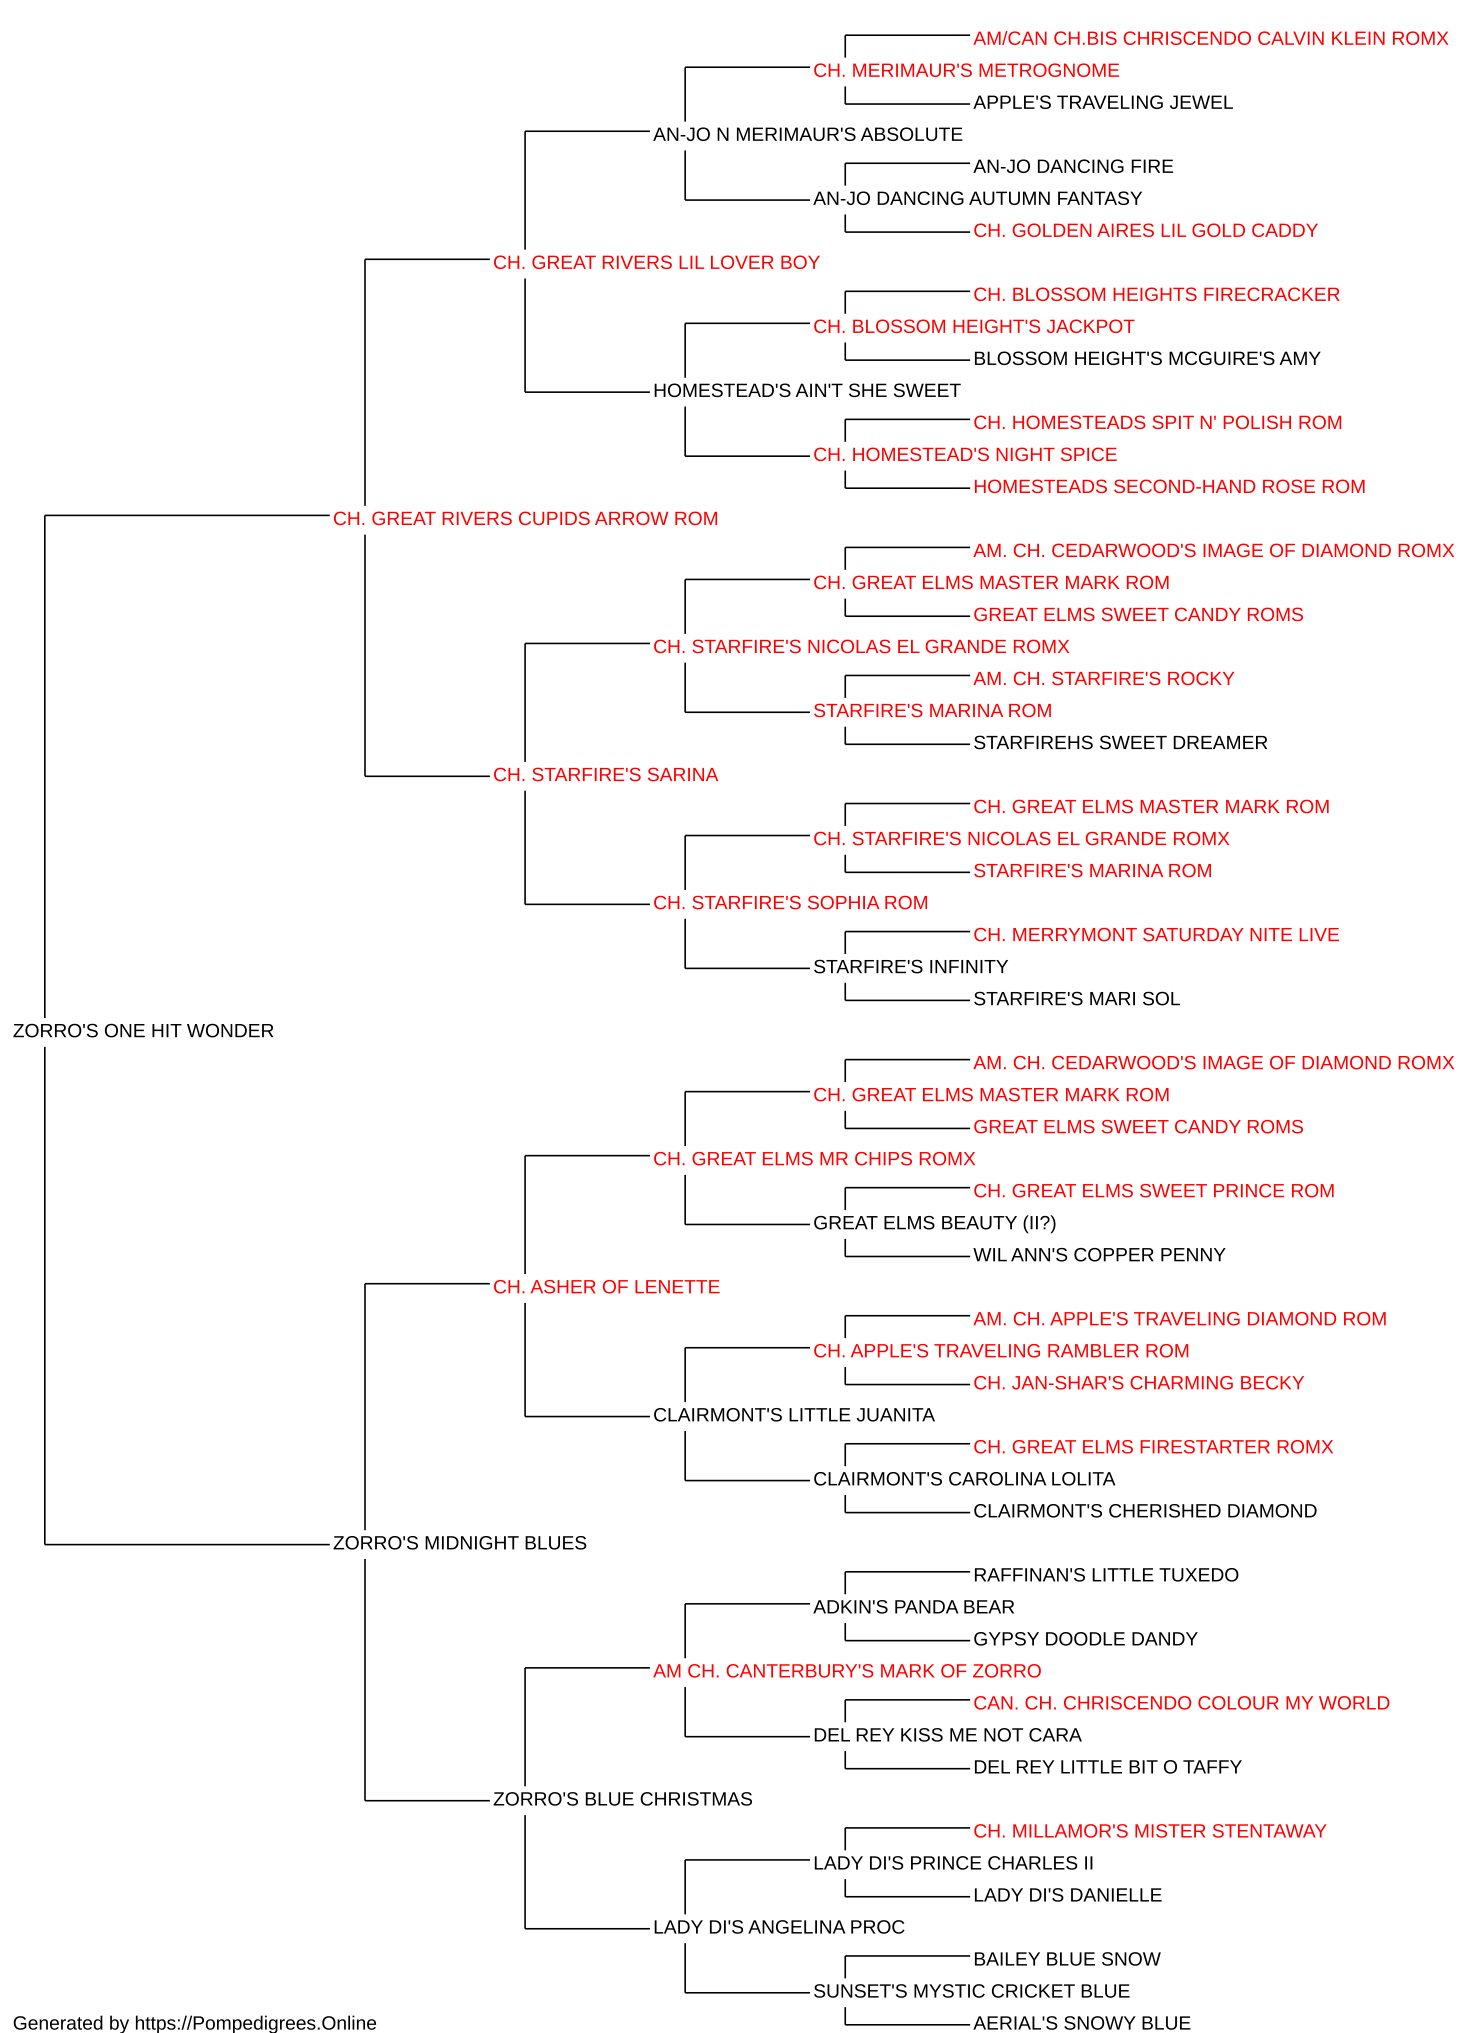 AM/CAN CH.BIS CHRISCENDO CALVIN KLEIN ROMX
CH. MERIMAUR'S METROGNOME
APPLE'S TRAVELING JEWEL
AN-JO N MERIMAUR'S ABSOLUTE
AN-JO DANCING FIRE
AN-JO DANCING AUTUMN FANTASY
CH. GOLDEN AIRES LIL GOLD CADDY
CH. GREAT RIVERS LIL LOVER BOY
CH. BLOSSOM HEIGHTS FIRECRACKER
CH. BLOSSOM HEIGHT'S JACKPOT
BLOSSOM HEIGHT'S MCGUIRE'S AMY
HOMESTEAD'S AIN'T SHE SWEET
CH. HOMESTEADS SPIT N' POLISH ROM
CH. HOMESTEAD'S NIGHT SPICE
HOMESTEADS SECOND-HAND ROSE ROM
CH. GREAT RIVERS CUPIDS ARROW ROM
AM. CH. CEDARWOOD'S IMAGE OF DIAMOND ROMX
CH. GREAT ELMS MASTER MARK ROM
GREAT ELMS SWEET CANDY ROMS
CH. STARFIRE'S NICOLAS EL GRANDE ROMX
AM. CH. STARFIRE'S ROCKY
STARFIRE'S MARINA ROM
STARFIREHS SWEET DREAMER
CH. STARFIRE'S SARINA
CH. GREAT ELMS MASTER MARK ROM
CH. STARFIRE'S NICOLAS EL GRANDE ROMX
STARFIRE'S MARINA ROM
CH. STARFIRE'S SOPHIA ROM
CH. MERRYMONT SATURDAY NITE LIVE
STARFIRE'S INFINITY
STARFIRE'S MARI SOL
ZORRO'S ONE HIT WONDER
AM. CH. CEDARWOOD'S IMAGE OF DIAMOND ROMX
CH. GREAT ELMS MASTER MARK ROM
GREAT ELMS SWEET CANDY ROMS
CH. GREAT ELMS MR CHIPS ROMX
CH. GREAT ELMS SWEET PRINCE ROM
GREAT ELMS BEAUTY (II?)
WIL ANN'S COPPER PENNY
CH. ASHER OF LENETTE
AM. CH. APPLE'S TRAVELING DIAMOND ROM
CH. APPLE'S TRAVELING RAMBLER ROM
CH. JAN-SHAR'S CHARMING BECKY
CLAIRMONT'S LITTLE JUANITA
CH. GREAT ELMS FIRESTARTER ROMX
CLAIRMONT'S CAROLINA LOLITA
CLAIRMONT'S CHERISHED DIAMOND
ZORRO'S MIDNIGHT BLUES
RAFFINAN'S LITTLE TUXEDO
ADKIN'S PANDA BEAR
GYPSY DOODLE DANDY
AM CH. CANTERBURY'S MARK OF ZORRO
CAN. CH. CHRISCENDO COLOUR MY WORLD
DEL REY KISS ME NOT CARA
DEL REY LITTLE BIT O TAFFY
ZORRO'S BLUE CHRISTMAS
CH. MILLAMOR'S MISTER STENTAWAY
LADY DI'S PRINCE CHARLES II
LADY DI'S DANIELLE
LADY DI'S ANGELINA PROC
BAILEY BLUE SNOW
SUNSET'S MYSTIC CRICKET BLUE
AERIAL'S SNOWY BLUE
Generated by https://Pompedigrees.Online